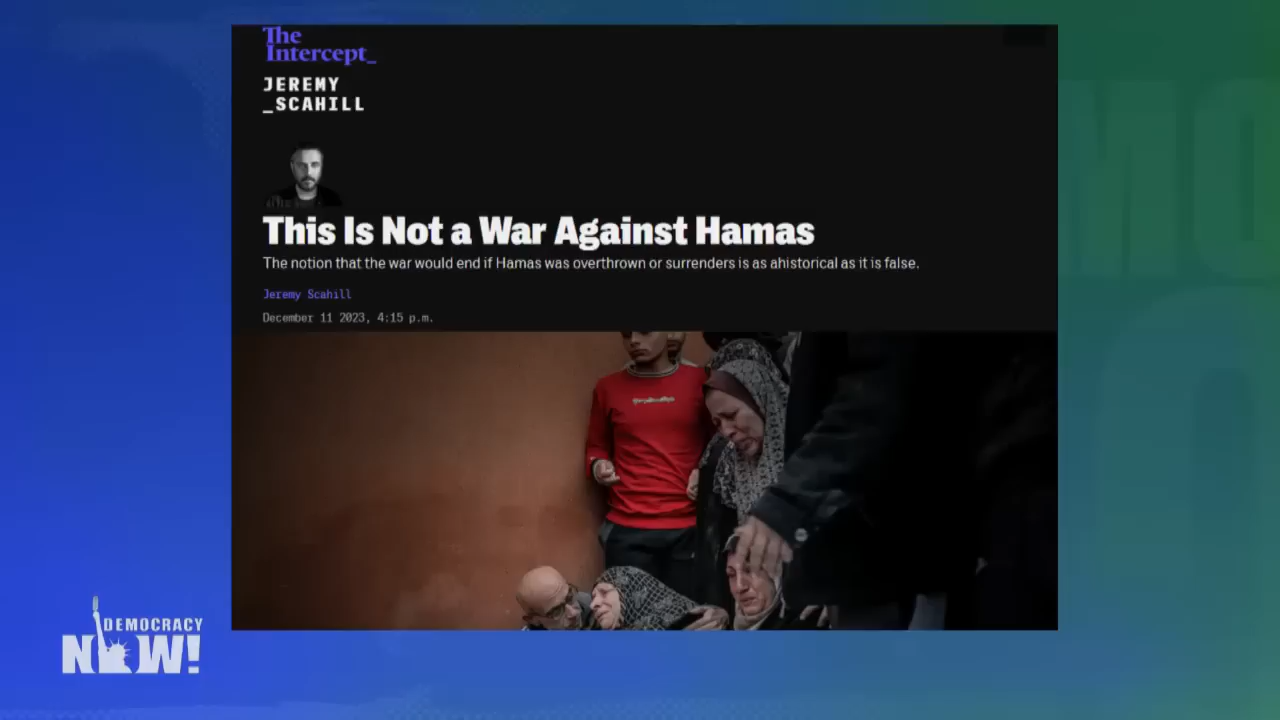 The
Intercept_
JEREMY
_SCAHILL
This Is Not a War Against Hamas
The notion that the war would end if Hamas was overthrown or surrenders is as ahistorical as it is false.
Jeremy Scahill
December 11 2023, 4:15 p.m.
DEMOCRACY
NOW!